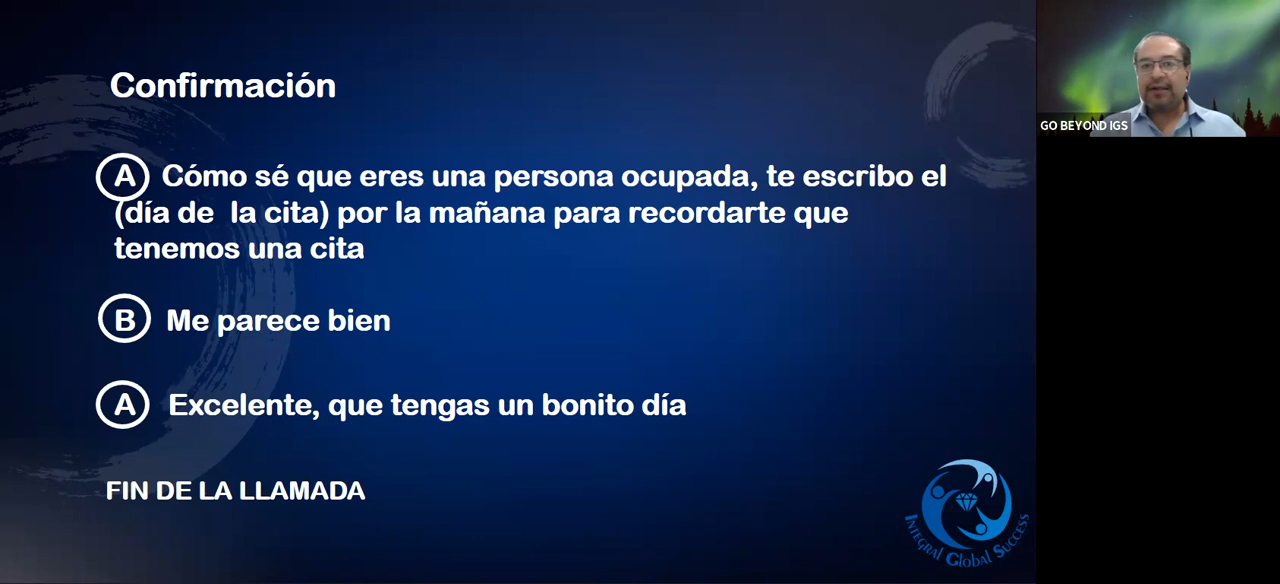 Confirmación
A Cómo sé que eres una persona ocupada, te escribo el
(día de la cita) por la mañana para recordarte que
tenemos una cita
B Me parece bien
A Excelente, que tengas un bonito día
FIN DE LA LLAMADA
INTEGRAL GLOBAL SUCCESS
GO BEYOND IGS